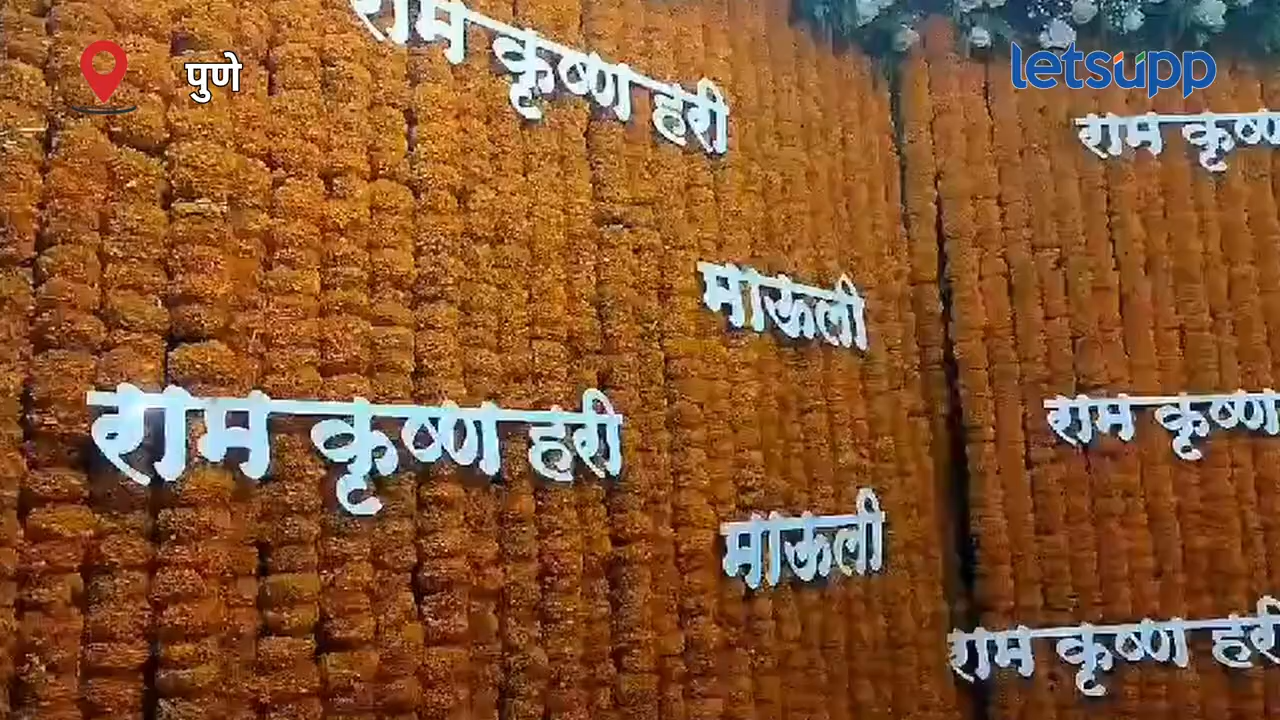 राम कृष्ण हरी
पुणे
letsupp
राम कृष्ण
माऊली
राम कृष्ण हरी
राम कृष्ण
माऊली
राम कृष्ण हरी